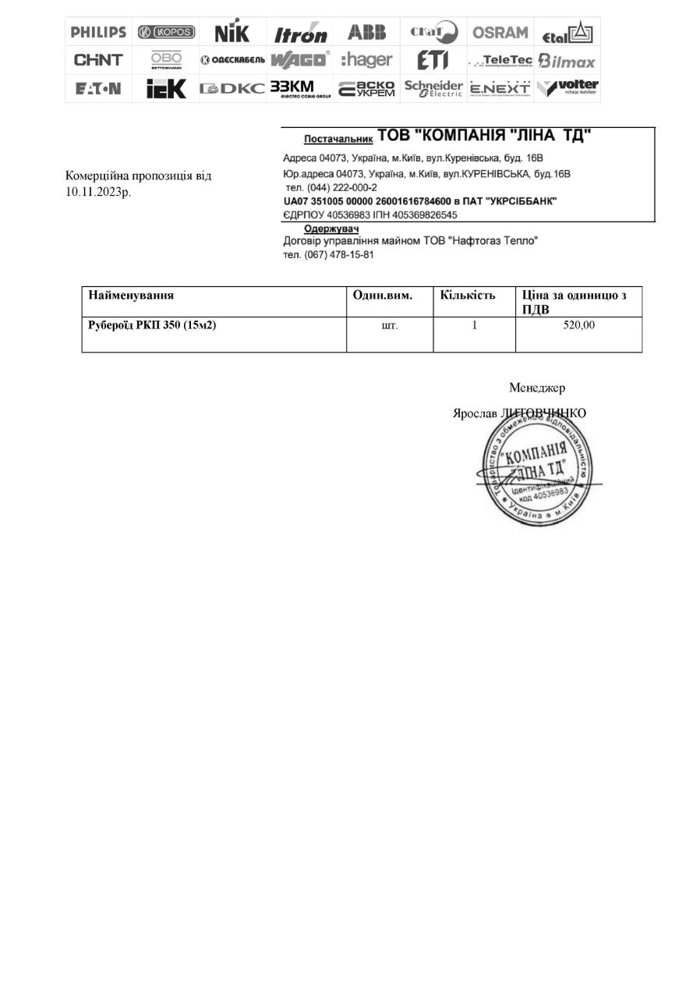 PHILIPS KOPOS NiK Itrón ABB СКаТ OSRAM Etal
CHNT OBO BETTERMANN ОДЕСКАБЕЛЬ WAGO® :hager ETI TeleTec Bilmax
EAT•N iEK DKC ЗЗКМ ELECTRIC CABLE GROUP АСКО УКРЕМ Schneider Electric E.NEXT volter voltage stabilizer
Постачальник ТОВ "КОМПАНІЯ "ЛІНА ТД"
Адреса 04073, Україна, м.Київ, вул.Куренівська, буд. 16В
Юр.адреса 04073, Україна, м.Київ, вул.КУРЕНІВСЬКА, буд.16В
тел. (044) 222-000-2
UA07 351005 00000 26001616784600 в ПАТ "УКРСІББАНК"
ЄДРПОУ 40536983 ІПН 405369826545
Комерційна пропозиція від
10.11.2023р.
Одержувач
Договір управління майном ТОВ "Нафтогаз Тепло"
тел. (067) 478-15-81
Найменування Один.вим. Кількість Ціна за одиницю з
ПДВ
Рубероїд РКП 350 (15м2) шт. 1 520,00
Менеджер
Ярослав ЛИТОВЧИНКО
Товариство з обмеженою відповідальністю
"КОМПАНІЯ
"ЛІНА ТД"
Ідентифікаційний
код 40536983
* Україна * м.Київ *